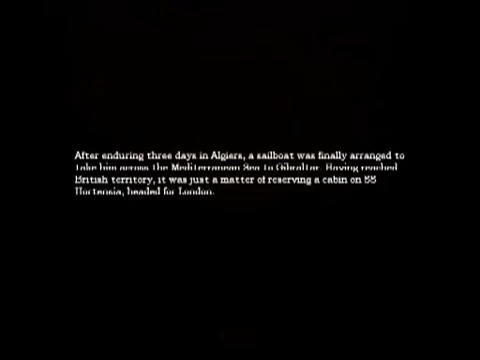 After enduring three days in Algiers, a sailboat was finally arranged to
take him across the Mediterranean Sea to Gibraltar. Having reached
British territory, it was just a matter of reserving a cabin on SS
Hortensia, headed for London.